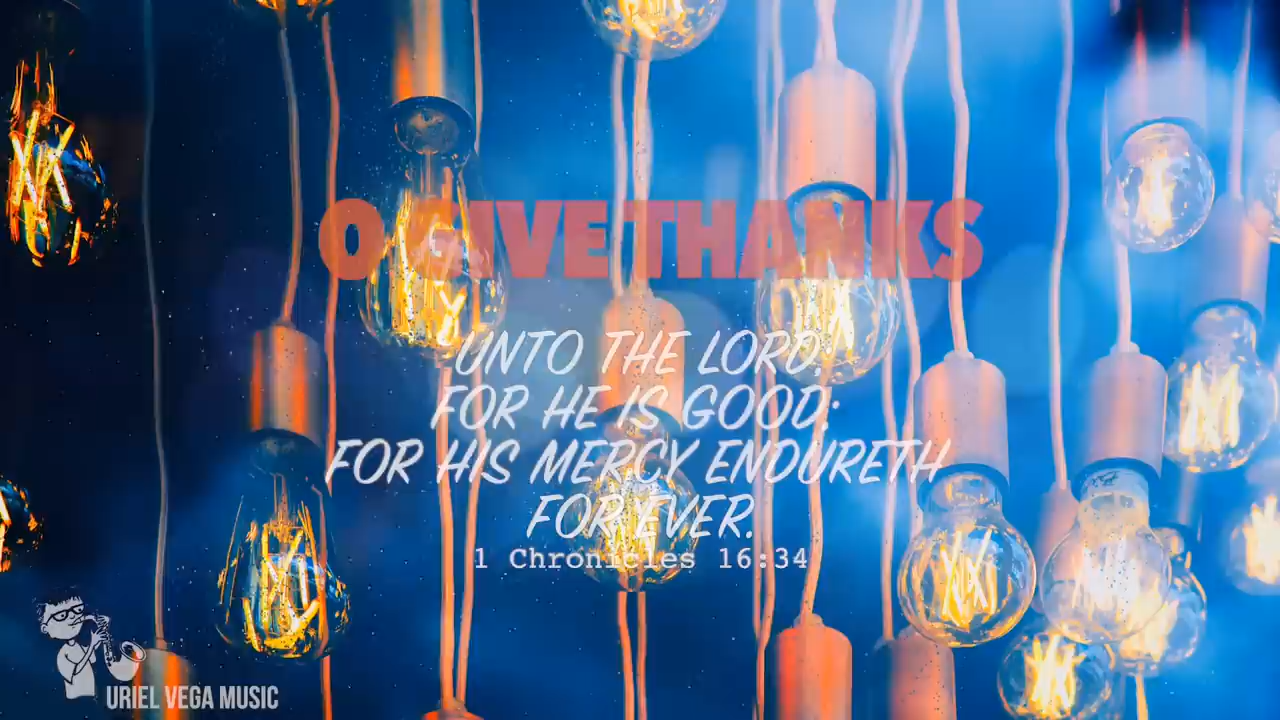 O GIVE THANKS
UNTO THE LORD;
FOR HE IS GOOD;
FOR HIS MERCY ENDURETH
FOR EVER.
1 Chronicles 16:34
URIEL VEGA MUSIC